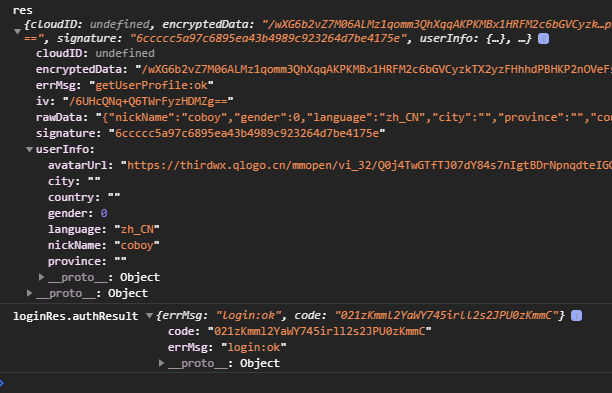 res
{cloudID: undefined, encryptedData: "/wXG6b2vZ7M06ALMz1qomm3QhXqqAKPKMBx1HRFM2c6bGVCyzk…p
==", signature: "6ccccc5a97c6895ea43b4989c923264d7be4175e", userInfo: {…}, …}
cloudID: undefined
encryptedData: "/wXG6b2vZ7M06ALMz1qomm3QhXqqAKPKMBx1HRFM2c6bGVCyzkTX2yzFHhhdPBHKP2nOVeFs
errMsg: "getUserProfile:ok"
iv: "/6UHcQNq+Q6TWrFyzHDMZg=="
rawData: "{"nickName":"coboy","gender":0,"language":"zh_CN","city":"","province":"","cou
signature: "6ccccc5a97c6895ea43b4989c923264d7be4175e"
userInfo:
avatarUrl: "https://thirdwx.qlogo.cn/mmopen/vi_32/Q0j4TwGTfTJ07dY84s7nIgtBDrNpnqdteIGC
city: ""
country: ""
gender: 0
language: "zh_CN"
nickName: "coboy"
province: ""
__proto__: Object
__proto__: Object
loginRes.authResult {errMsg: "login:ok", code: "021zKmml2YaWY745irll2s2JPU0zKmmC"}
code: "021zKmml2YaWY745irll2s2JPU0zKmmC"
errMsg: "login:ok"
__proto__: Object